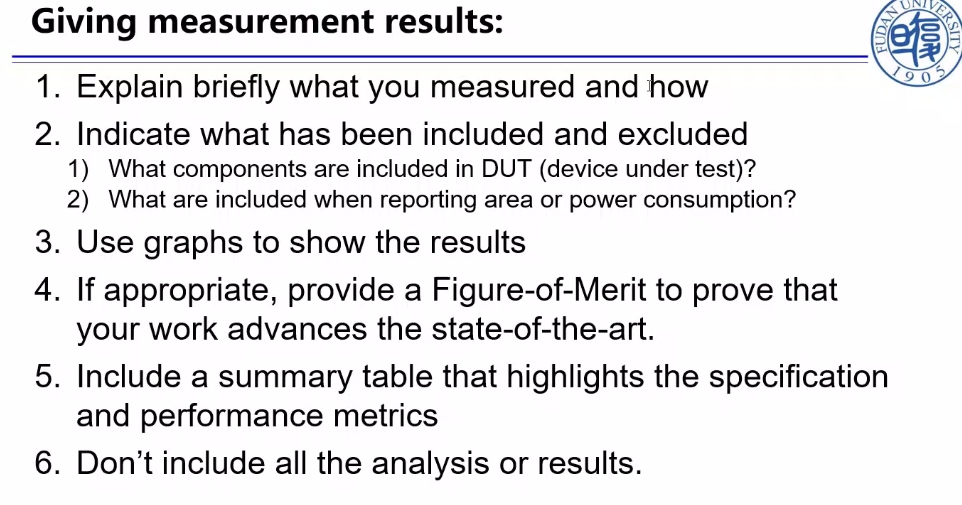 Giving measurement results:
FUDAN UNIVERSITY
1905
1. Explain briefly what you measured and how
2. Indicate what has been included and excluded
1) What components are included in DUT (device under test)?
2) What are included when reporting area or power consumption?
3. Use graphs to show the results
4. If appropriate, provide a Figure-of-Merit to prove that
your work advances the state-of-the-art.
5. Include a summary table that highlights the specification
and performance metrics
6. Don’t include all the analysis or results.